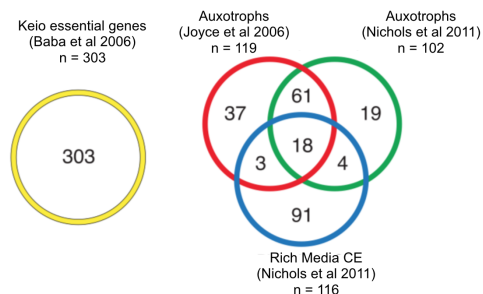 Keio essential genes
(Baba et al 2006)
n = 303
303
Auxotrophs
(Joyce et al 2006)
n = 119
Auxotrophs
(Nichols et al 2011)
n = 102
37
61
19
18
3
4
91
Rich Media CE
(Nichols et al 2011)
n = 116